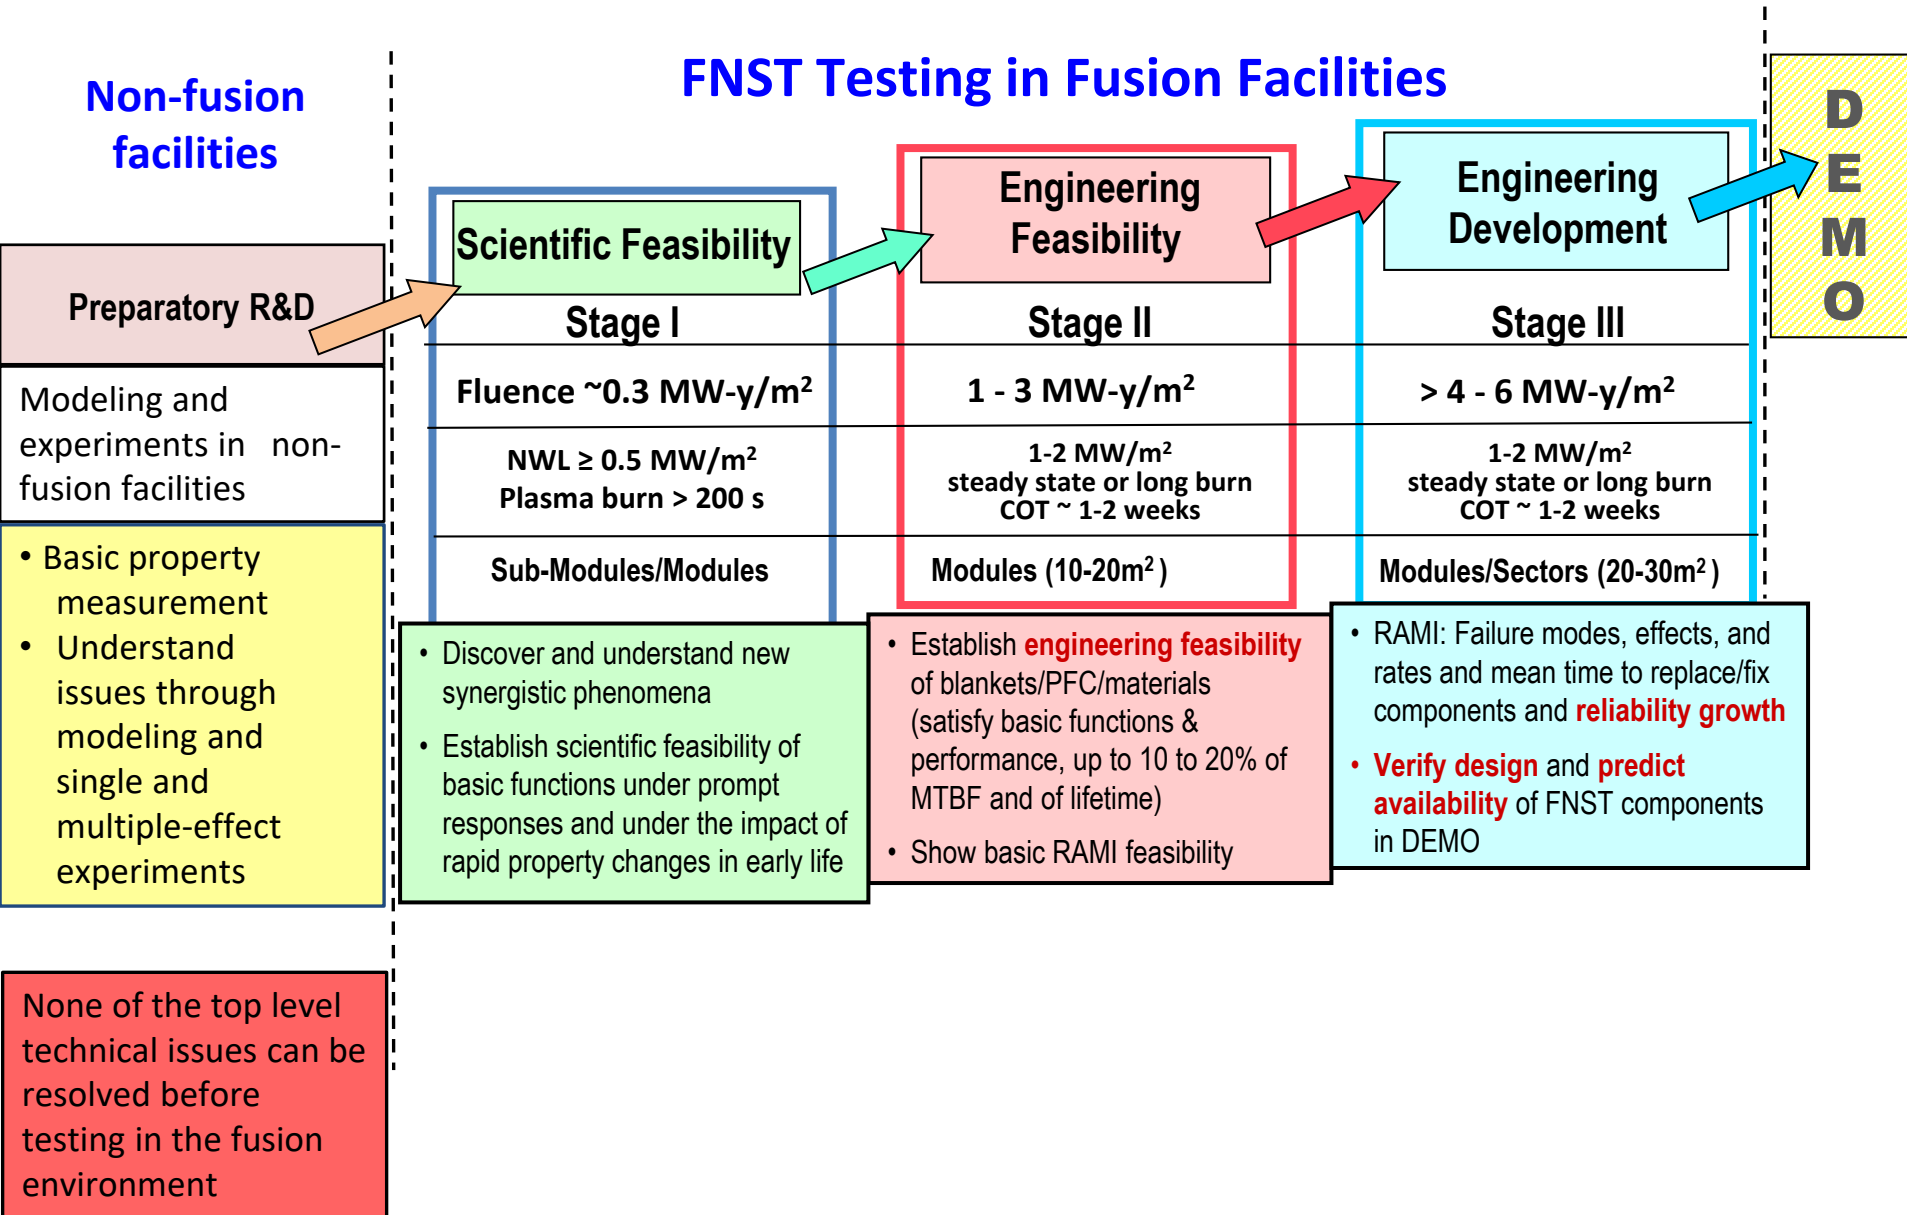 Non-fusion
facilities
FNST Testing in Fusion Facilities
D
E
M
O
Preparatory R&D
Modeling and
experiments in non-
fusion facilities
• Basic property
measurement
• Understand
issues through
modeling and
single and
multiple-effect
experiments
None of the top level
technical issues can be
resolved before
testing in the fusion
environment
Scientific Feasibility
Stage I
Fluence ~0.3 MW-y/m²
NWL ≥ 0.5 MW/m²
Plasma burn > 200 s
Sub-Modules/Modules
• Discover and understand new
synergistic phenomena
• Establish scientific feasibility of
basic functions under prompt
responses and under the impact of
rapid property changes in early life
Engineering
Feasibility
Stage II
1 - 3 MW-y/m²
1-2 MW/m²
steady state or long burn
COT ~ 1-2 weeks
Modules (10-20m² )
• Establish engineering feasibility
of blankets/PFC/materials
(satisfy basic functions &
performance, up to 10 to 20% of
MTBF and of lifetime)
• Show basic RAMI feasibility
Engineering
Development
Stage III
> 4 - 6 MW-y/m²
1-2 MW/m²
steady state or long burn
COT ~ 1-2 weeks
Modules/Sectors (20-30m² )
• RAMI: Failure modes, effects, and
rates and mean time to replace/fix
components and reliability growth
• Verify design and predict
availability of FNST components
in DEMO